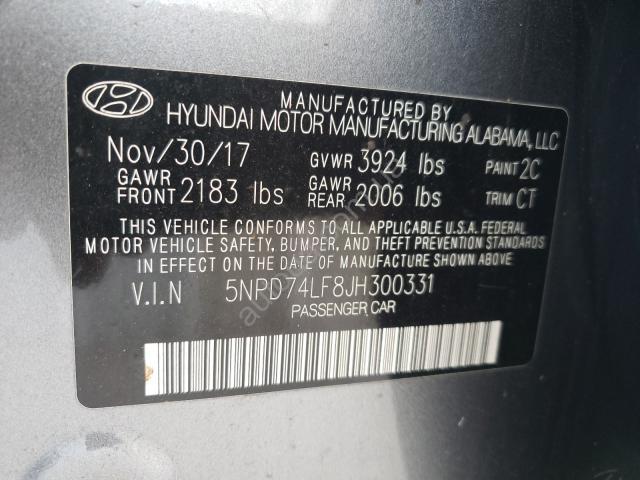 MANUFACTURED BY
HYUNDAI MOTOR MANUFACTURING ALABAMA, LLC
Nov/30/17 GVWR 3924 lbs PAINT 2C
GAWR FRONT 2183 lbs GAWR REAR 2006 lbs TRIM CT
THIS VEHICLE CONFORMS TO ALL APPLICABLE U.S.A. FEDERAL
MOTOR VEHICLE SAFETY, BUMPER, AND THEFT PREVENTION STANDARDS
IN EFFECT ON THE DATE OF MANUFACTURE SHOWN ABOVE.
V.I.N 5NPD74LF8JH300331
PASSENGER CAR